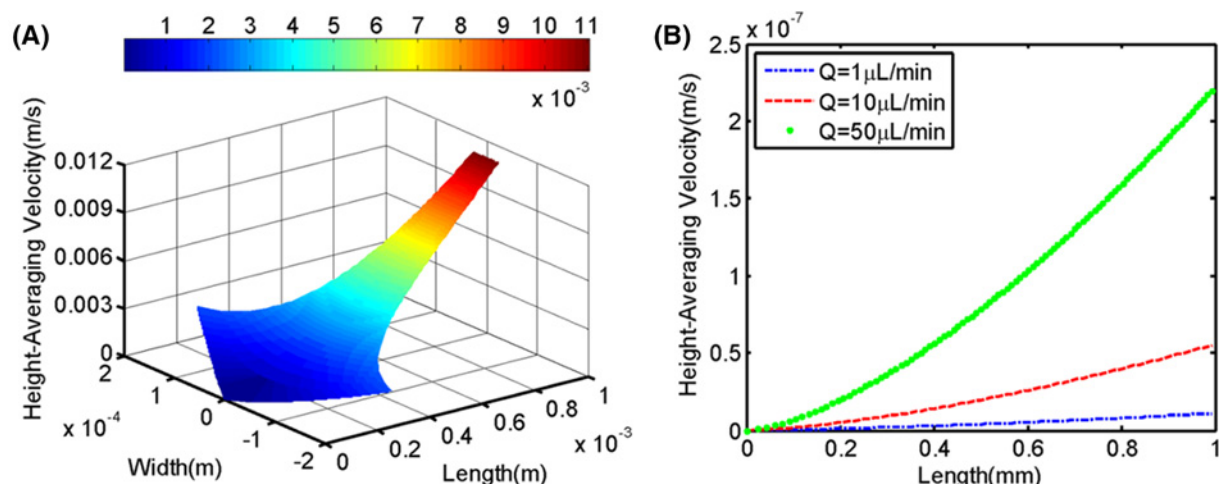 (A)
1 2 3 4 5 6 7 8 9 10 11
x 10⁻³
Height-Averaging Velocity(m/s)
0.012
0.009
0.006
0.003
0
2
1
0
-1
-2
x 10⁻⁴
Width(m)
0
0.2
0.4
0.6
0.8
1
x 10⁻³
Length(m)
(B)
x 10⁻⁷
Height-Averaging Velocity(m/s)
2.5
2
1.5
1
0.5
0
Q=1μL/min
Q=10μL/min
Q=50μL/min
0 0.2 0.4 0.6 0.8 1
Length(mm)